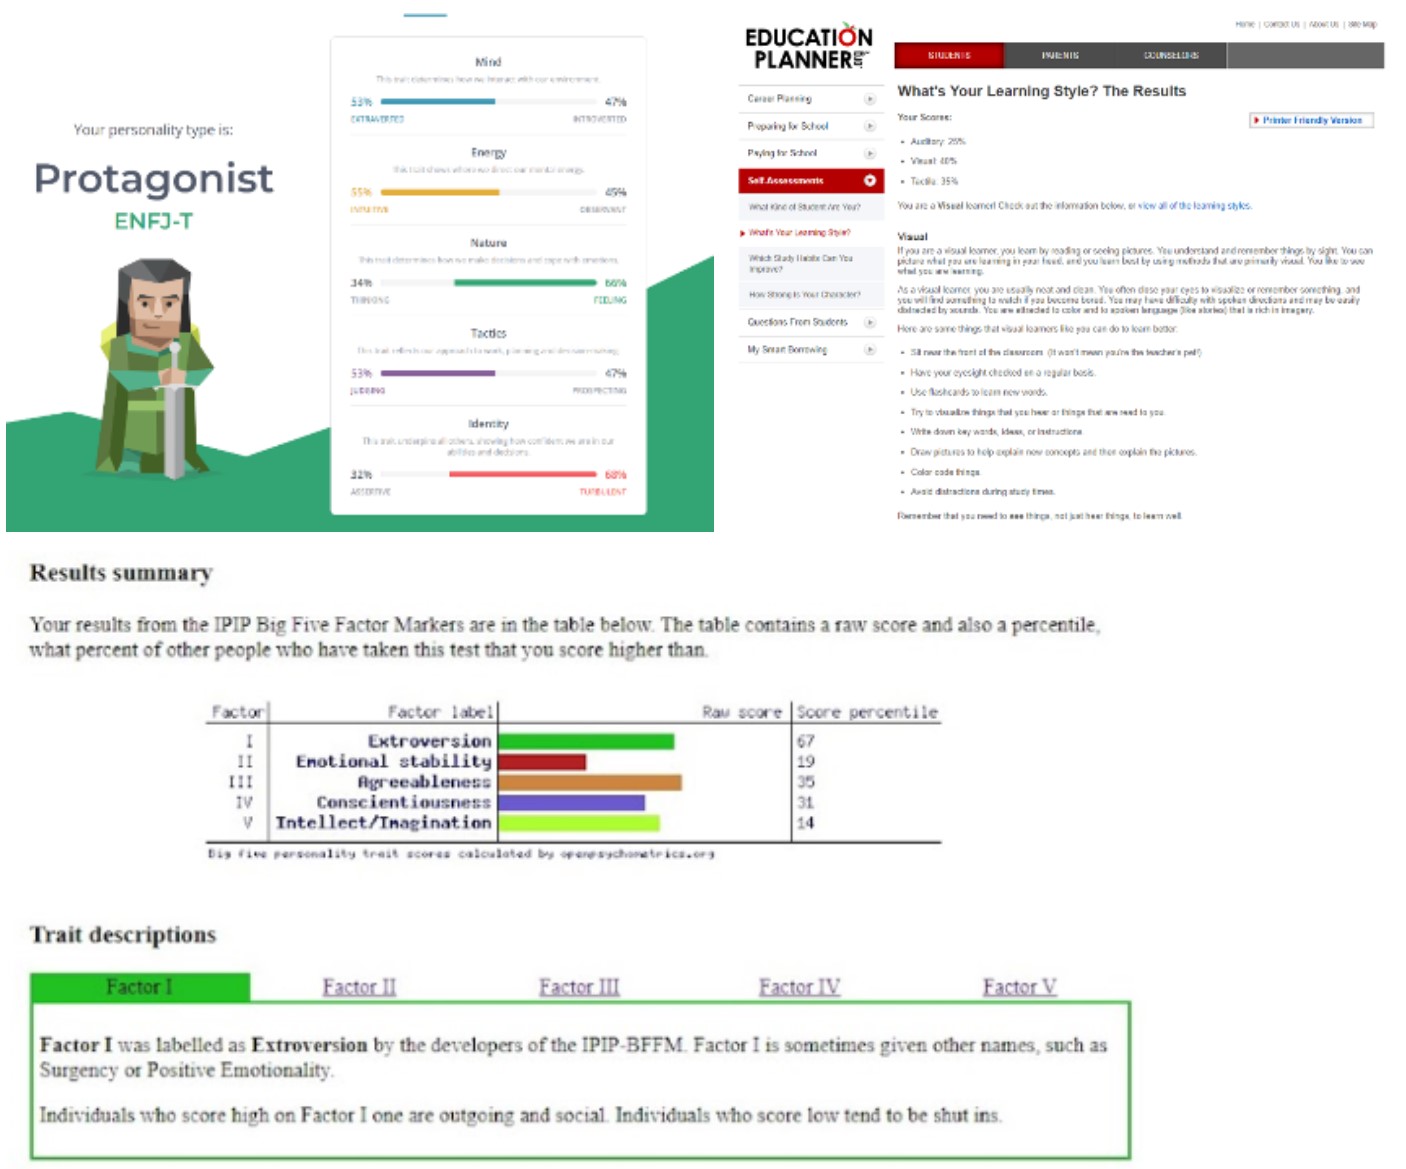 Your personality type is:
Protagonist
ENFJ-T
Mind
This trait determines how we interact with our environment.
53% 47%
EXTRAVERTED INTROVERTED
Energy
This trait shows where we direct our mental energy.
55% 45%
INTUITIVE OBSERVANT
Nature
This trait determines how we make decisions and cope with emotions.
34% 66%
THINKING FEELING
Tactics
This trait reflects our approach to work, planning and decision-making.
53% 47%
JUDGING PROSPECTING
Identity
This trait underpins all others, showing how confident we are in our
abilities and decisions.
32% 68%
ASSERTIVE TURBULENT
EDUCATION
PLANNER
Home | Contact Us | About Us | Site Map
STUDENTS PARENTS COUNSELORS
Career Planning
Preparing for School
Paying for School
Self-Assessments
What Kind of Student Are You?
What's Your Learning Style?
Which Study Habits Can You
Improve?
How Strong Is Your Character?
Questions From Students
My Smart Borrowing
What's Your Learning Style? The Results
Your Scores:
Printer Friendly Version
• Auditory: 25%
• Visual: 40%
• Tactile: 35%
You are a Visual learner! Check out the information below, or view all of the learning styles.
Visual
If you are a visual learner, you learn by reading or seeing pictures. You understand and remember things by sight. You can
picture what you are learning in your head, and you learn best by using methods that are primarily visual. You like to see
what you are learning.
As a visual learner, you are usually neat and clean. You often close your eyes to visualize or remember something, and
you will find something to watch if you become bored. You may have difficulty with spoken directions and may be easily
distracted by sounds. You are attracted to color and to spoken language (like stories) that is rich in imagery.
Here are some things that visual learners like you can do to learn better:
• Sit near the front of the classroom. (It won't mean you're the teacher's pet!)
• Have your eyesight checked on a regular basis.
• Use flashcards to learn new words.
• Try to visualize things that you hear or things that are read to you.
• Write down key words, ideas, or instructions.
• Draw pictures to help explain new concepts and then explain the pictures.
• Color code things.
• Avoid distractions during study times.
Remember that you need to see things, not just hear things, to learn well.
Results summary
Your results from the IPIP Big Five Factor Markers are in the table below. The table contains a raw score and also a percentile,
what percent of other people who have taken this test that you score higher than.
Factor Factor label Raw score Score percentile
I Extroversion 67
II Emotional stability 19
III Agreeableness 35
IV Conscientiousness 31
V Intellect/Imagination 14
Big five personality trait scores calculated by openpsychometrics.org
Trait descriptions
Factor I Factor II Factor III Factor IV Factor V
Factor I was labelled as Extroversion by the developers of the IPIP-BFFM. Factor I is sometimes given other names, such as
Surgency or Positive Emotionality.
Individuals who score high on Factor I one are outgoing and social. Individuals who score low tend to be shut ins.